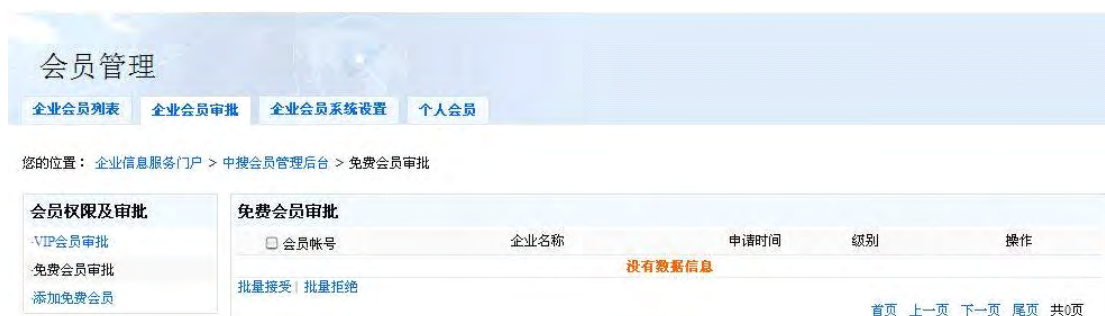 会员管理
企业会员列表 企业会员审批 企业会员系统设置 个人会员
您的位置： 企业信息服务门户 > 中搜会员管理后台 > 免费会员审批
会员权限及审批
·VIP会员审批
·免费会员审批
·添加免费会员
免费会员审批
会员帐号 企业名称 申请时间 级别 操作
没有数据信息
批量接受| 批量拒绝
首页 上一页 下一页 尾页 共0页